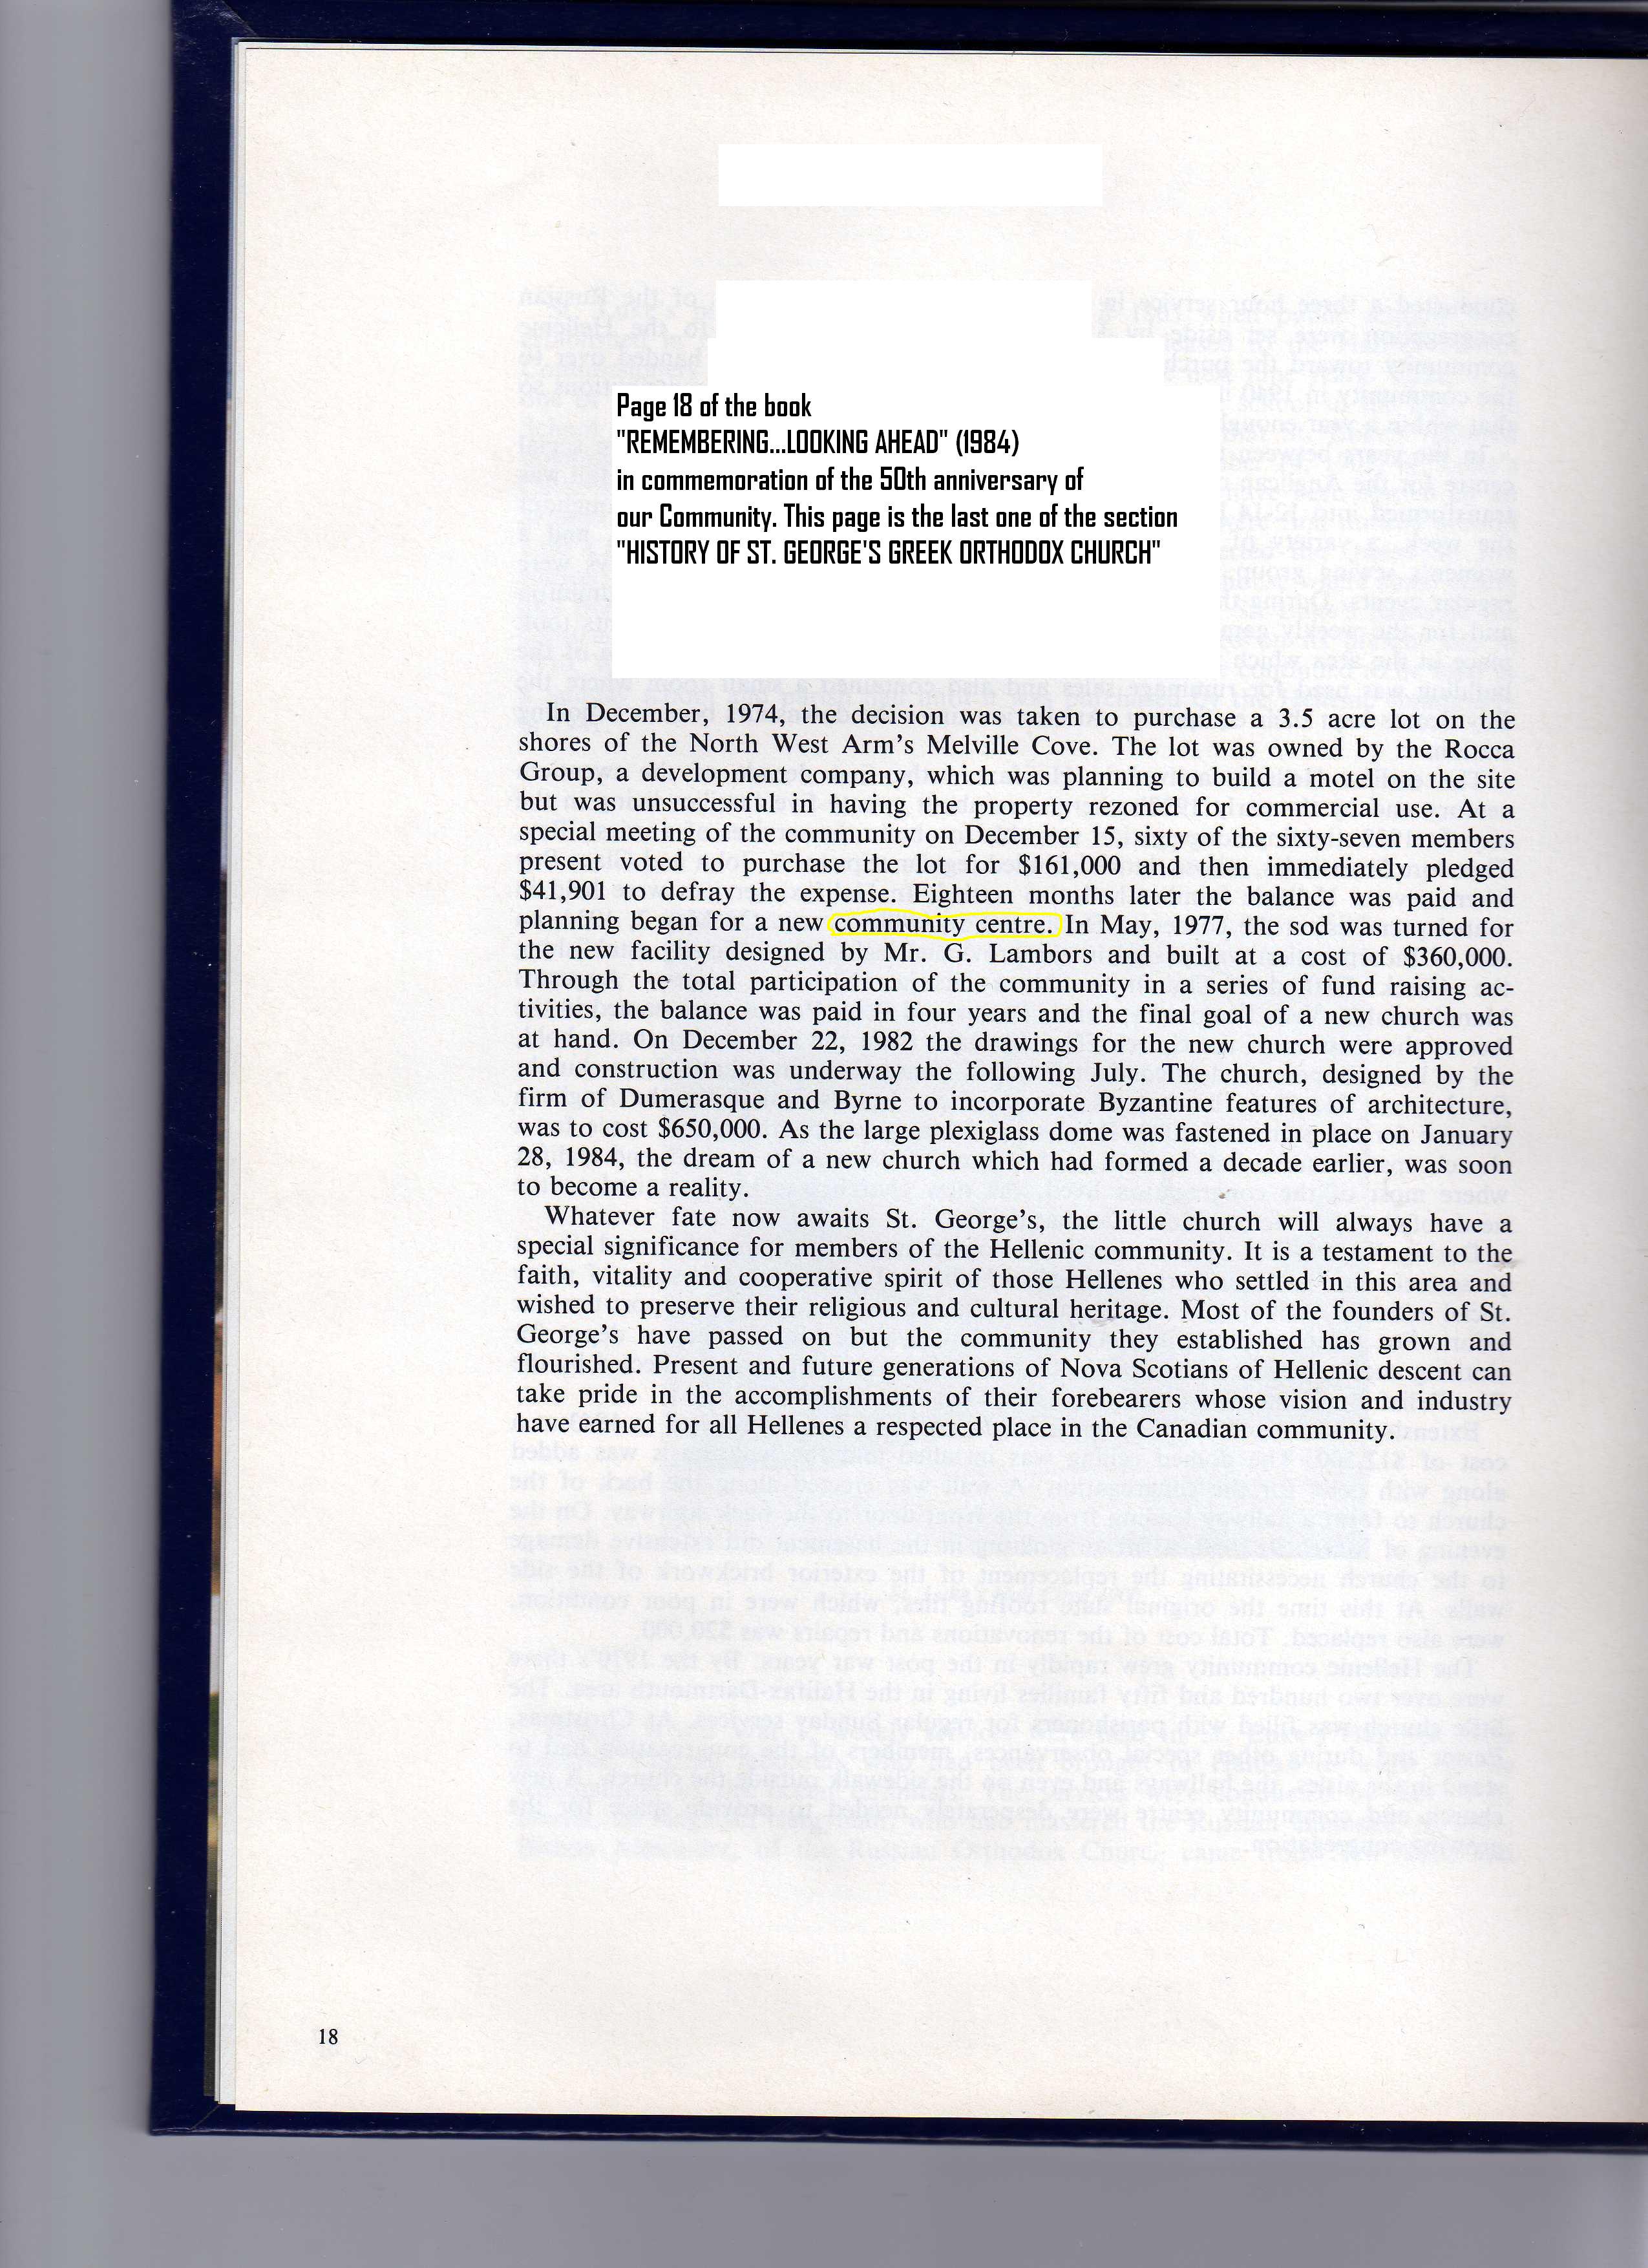 Page 18 of the book
"REMEMBERING...LOOKING AHEAD" (1984)
in commemoration of the 50th anniversary of
our Community. This page is the last one of the section
"HISTORY OF ST. GEORGE'S GREEK ORTHODOX CHURCH"
In December, 1974, the decision was taken to purchase a 3.5 acre lot on the
shores of the North West Arm's Melville Cove. The lot was owned by the Rocca
Group, a development company, which was planning to build a motel on the site
but was unsuccessful in having the property rezoned for commercial use. At a
special meeting of the community on December 15, sixty of the sixty-seven members
present voted to purchase the lot for $161,000 and then immediately pledged
$41,901 to defray the expense. Eighteen months later the balance was paid and
planning began for a new community centre. In May, 1977, the sod was turned for
the new facility designed by Mr. G. Lambors and built at a cost of $360,000.
Through the total participation of the community in a series of fund raising ac-
tivities, the balance was paid in four years and the final goal of a new church was
at hand. On December 22, 1982 the drawings for the new church were approved
and construction was underway the following July. The church, designed by the
firm of Dumerasque and Byrne to incorporate Byzantine features of architecture,
was to cost $650,000. As the large plexiglass dome was fastened in place on January
28, 1984, the dream of a new church which had formed a decade earlier, was soon
to become a reality.
Whatever fate now awaits St. George's, the little church will always have a
special significance for members of the Hellenic community. It is a testament to the
faith, vitality and cooperative spirit of those Hellenes who settled in this area and
wished to preserve their religious and cultural heritage. Most of the founders of St.
George's have passed on but the community they established has grown and
flourished. Present and future generations of Nova Scotians of Hellenic descent can
take pride in the accomplishments of their forebearers whose vision and industry
have earned for all Hellenes a respected place in the Canadian community.
18